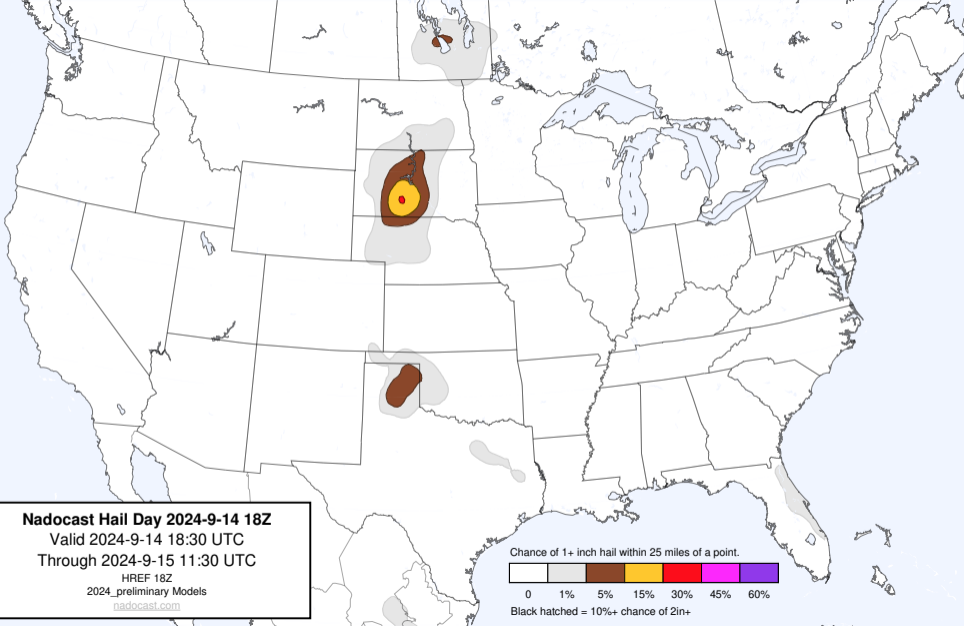 Nadocast Hail Day 2024-9-14 18Z
Valid 2024-9-14 18:30 UTC
Through 2024-9-15 11:30 UTC
HREF 18Z
2024_preliminary Models
nadocast.com
Chance of 1+ inch hail within 25 miles of a point.
0 1% 5% 15% 30% 45% 60%
Black hatched = 10%+ chance of 2in+